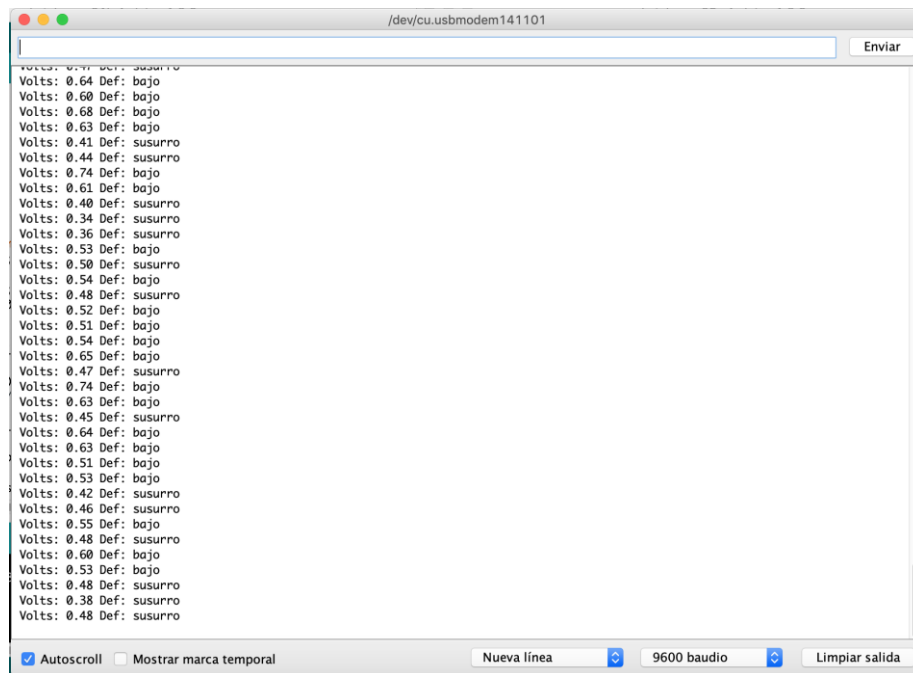 /dev/cu.usbmodem141101
Enviar
Volts: 0.47 Def: susurro
Volts: 0.64 Def: bajo
Volts: 0.60 Def: bajo
Volts: 0.68 Def: bajo
Volts: 0.63 Def: bajo
Volts: 0.41 Def: susurro
Volts: 0.44 Def: susurro
Volts: 0.74 Def: bajo
Volts: 0.61 Def: bajo
Volts: 0.40 Def: susurro
Volts: 0.34 Def: susurro
Volts: 0.36 Def: susurro
Volts: 0.53 Def: bajo
Volts: 0.50 Def: susurro
Volts: 0.54 Def: bajo
Volts: 0.48 Def: susurro
Volts: 0.52 Def: bajo
Volts: 0.51 Def: bajo
Volts: 0.54 Def: bajo
Volts: 0.65 Def: bajo
Volts: 0.47 Def: susurro
Volts: 0.74 Def: bajo
Volts: 0.63 Def: bajo
Volts: 0.45 Def: susurro
Volts: 0.64 Def: bajo
Volts: 0.63 Def: bajo
Volts: 0.51 Def: bajo
Volts: 0.53 Def: bajo
Volts: 0.42 Def: susurro
Volts: 0.46 Def: susurro
Volts: 0.55 Def: bajo
Volts: 0.48 Def: susurro
Volts: 0.60 Def: bajo
Volts: 0.53 Def: bajo
Volts: 0.48 Def: susurro
Volts: 0.38 Def: susurro
Volts: 0.48 Def: susurro
Autoscroll Mostrar marca temporal Nueva línea 9600 baudio Limpiar salida